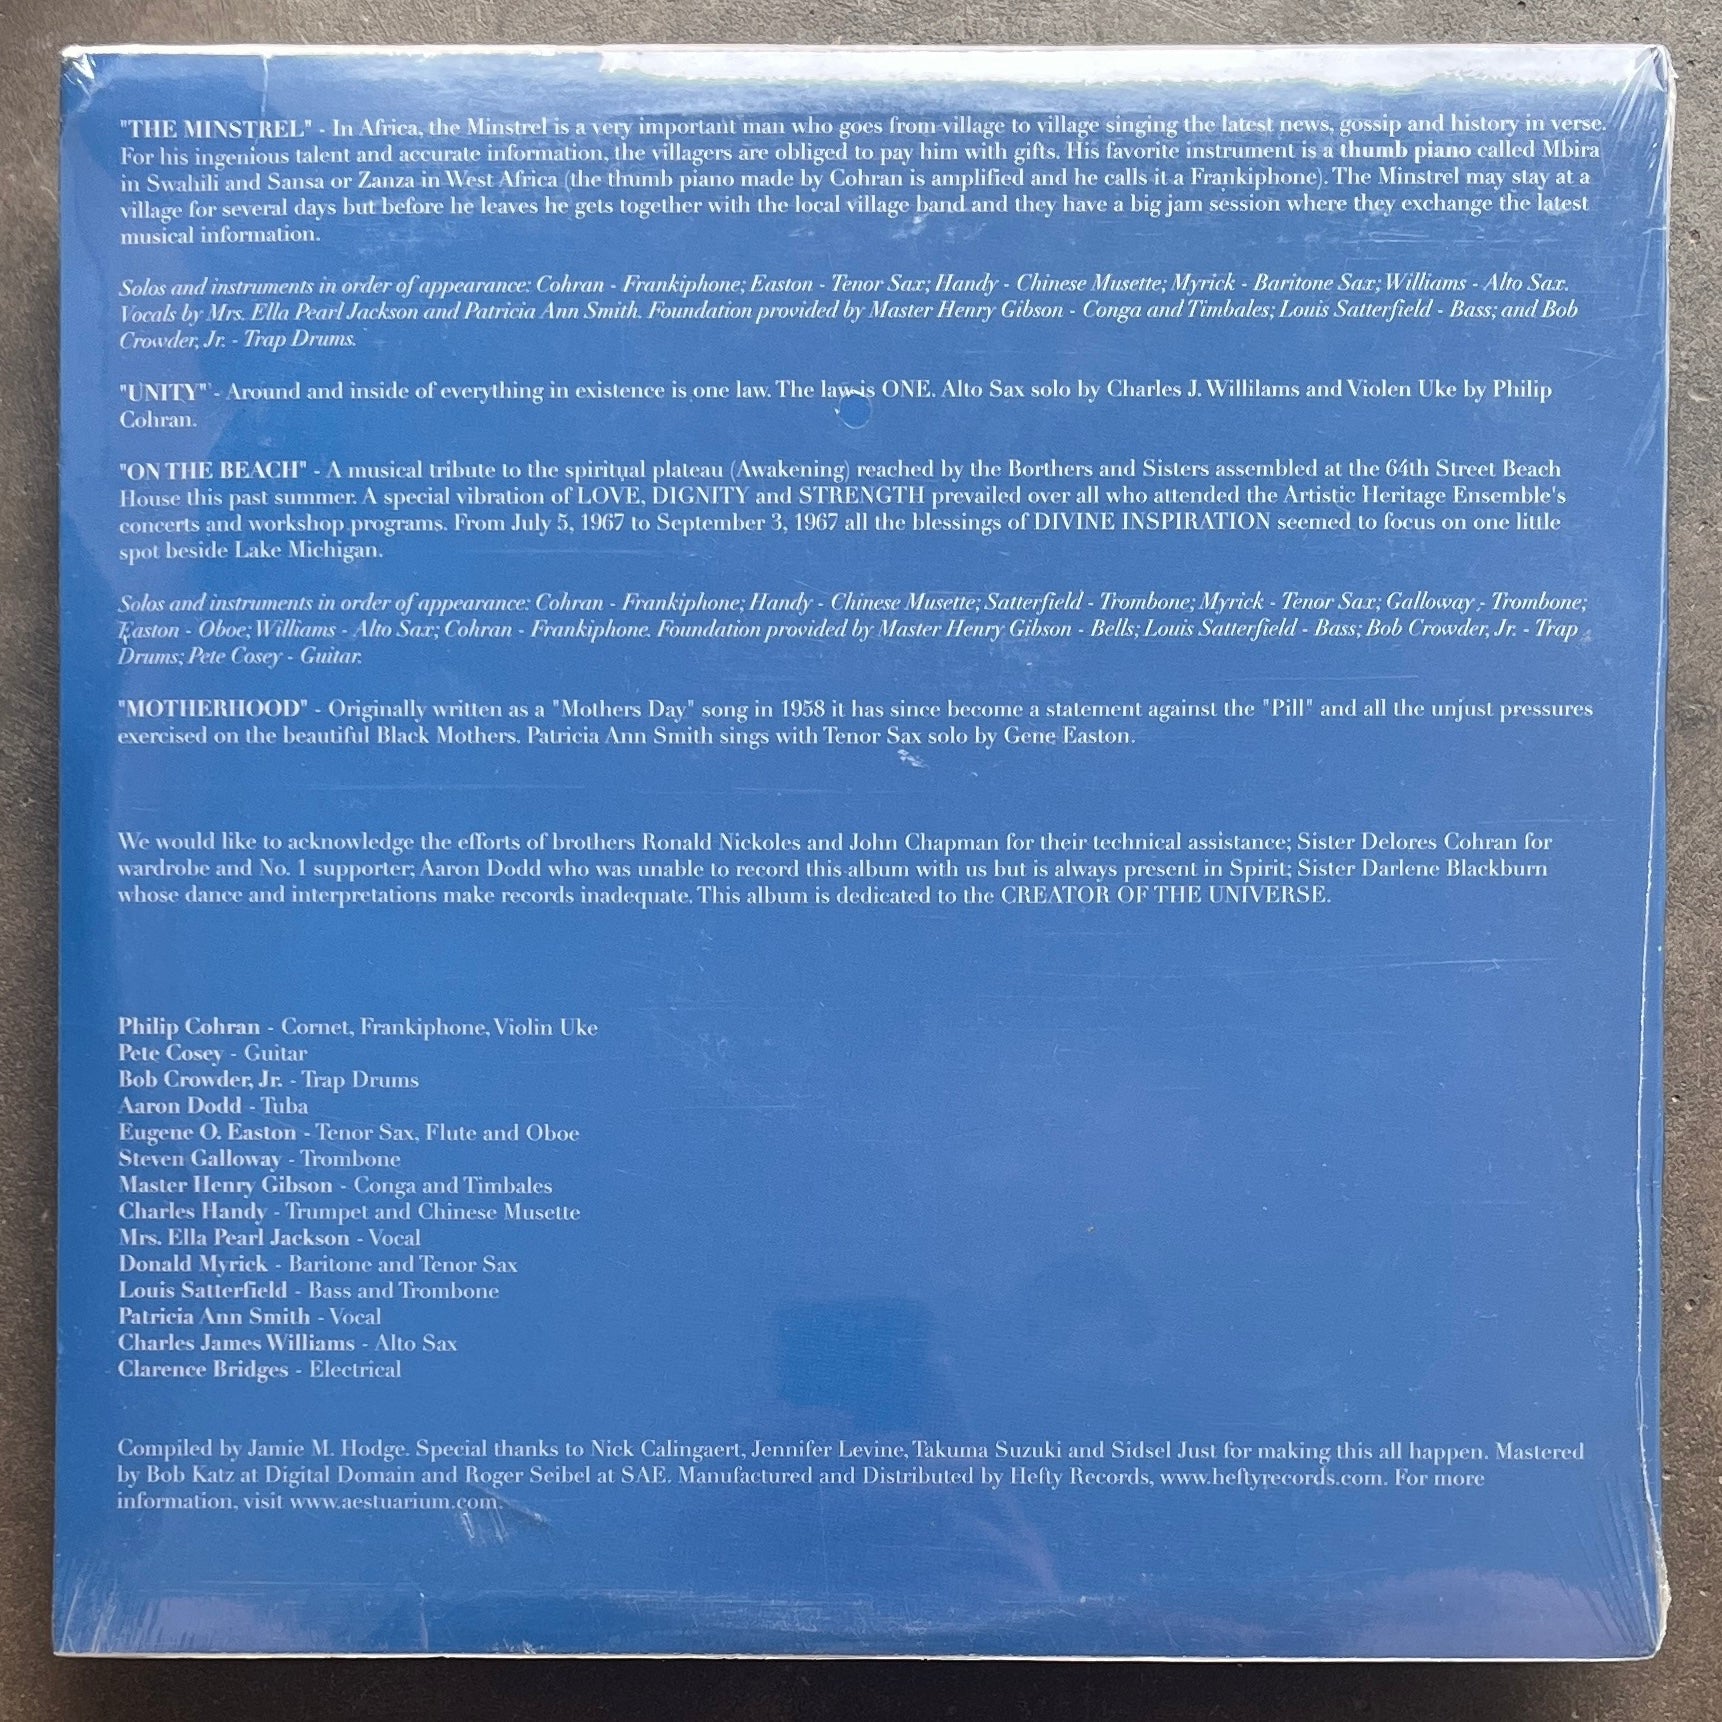 "THE MINSTREL" - In Africa, the Minstrel is a very important man who goes from village to village singing the latest news, gossip and history in verse.
For his ingenious talent and accurate information, the villagers are obliged to pay him with gifts. His favorite instrument is a thumb piano called Mbira
in Swahili and Sansa or Zanza in West Africa (the thumb piano made by Cohran is amplified and he calls it a Frankiphone). The Minstrel may stay at a
village for several days but before he leaves he gets together with the local village band and they have a big jam session where they exchange the latest
musical information.
Solos and instruments in order of appearance: Cohran - Frankiphone; Easton - Tenor Sax; Handy - Chinese Musette; Myrick - Baritone Sax; Williams - Alto Sax.
Vocals by Mrs. Ella Pearl Jackson and Patricia Ann Smith. Foundation provided by Master Henry Gibson - Conga and Timbales; Louis Satterfield - Bass; and Bob
Crowder, Jr. - Trap Drums.
"UNITY" - Around and inside of everything in existence is one law. The law is ONE. Alto Sax solo by Charles J. Willilams and Violen Uke by Philip
Cohran.
"ON THE BEACH" - A musical tribute to the spiritual plateau (Awakening) reached by the Borthers and Sisters assembled at the 64th Street Beach
House this past summer. A special vibration of LOVE, DIGNITY and STRENGTH prevailed over all who attended the Artistic Heritage Ensemble's
concerts and workshop programs. From July 5, 1967 to September 3, 1967 all the blessings of DIVINE INSPIRATION seemed to focus on one little
spot beside Lake Michigan.
Solos and instruments in order of appearance: Cohran - Frankiphone; Handy - Chinese Musette; Satterfield - Trombone; Myrick - Tenor Sax; Galloway - Trombone;
Easton - Oboe; Williams - Alto Sax; Cohran - Frankiphone. Foundation provided by Master Henry Gibson - Bells; Louis Satterfield - Bass; Bob Crowder, Jr. - Trap
Drums; Pete Cosey - Guitar.
"MOTHERHOOD" - Originally written as a "Mothers Day" song in 1958 it has since become a statement against the "Pill" and all the unjust pressures
exercised on the beautiful Black Mothers. Patricia Ann Smith sings with Tenor Sax solo by Gene Easton.
We would like to acknowledge the efforts of brothers Ronald Nickoles and John Chapman for their technical assistance; Sister Delores Cohran for
wardrobe and No. 1 supporter; Aaron Dodd who was unable to record this album with us but is always present in Spirit; Sister Darlene Blackburn
whose dance and interpretations make records inadequate. This album is dedicated to the CREATOR OF THE UNIVERSE.
Philip Cohran - Cornet, Frankiphone, Violin Uke
Pete Cosey - Guitar
Bob Crowder, Jr. - Trap Drums
Aaron Dodd - Tuba
Eugene O. Easton - Tenor Sax, Flute and Oboe
Steven Galloway - Trombone
Master Henry Gibson - Conga and Timbales
Charles Handy - Trumpet and Chinese Musette
Mrs. Ella Pearl Jackson - Vocal
Donald Myrick - Baritone and Tenor Sax
Louis Satterfield - Bass and Trombone
Patricia Ann Smith - Vocal
Charles James Williams - Alto Sax
Clarence Bridges - Electrical
Compiled by Jamie M. Hodge. Special thanks to Nick Calingaert, Jennifer Levine, Takuma Suzuki and Sidsel Just for making this all happen. Mastered
by Bob Katz at Digital Domain and Roger Seibel at SAE. Manufactured and Distributed by Hefty Records, www.heftyrecords.com. For more
information, visit www.aestuarium.com.